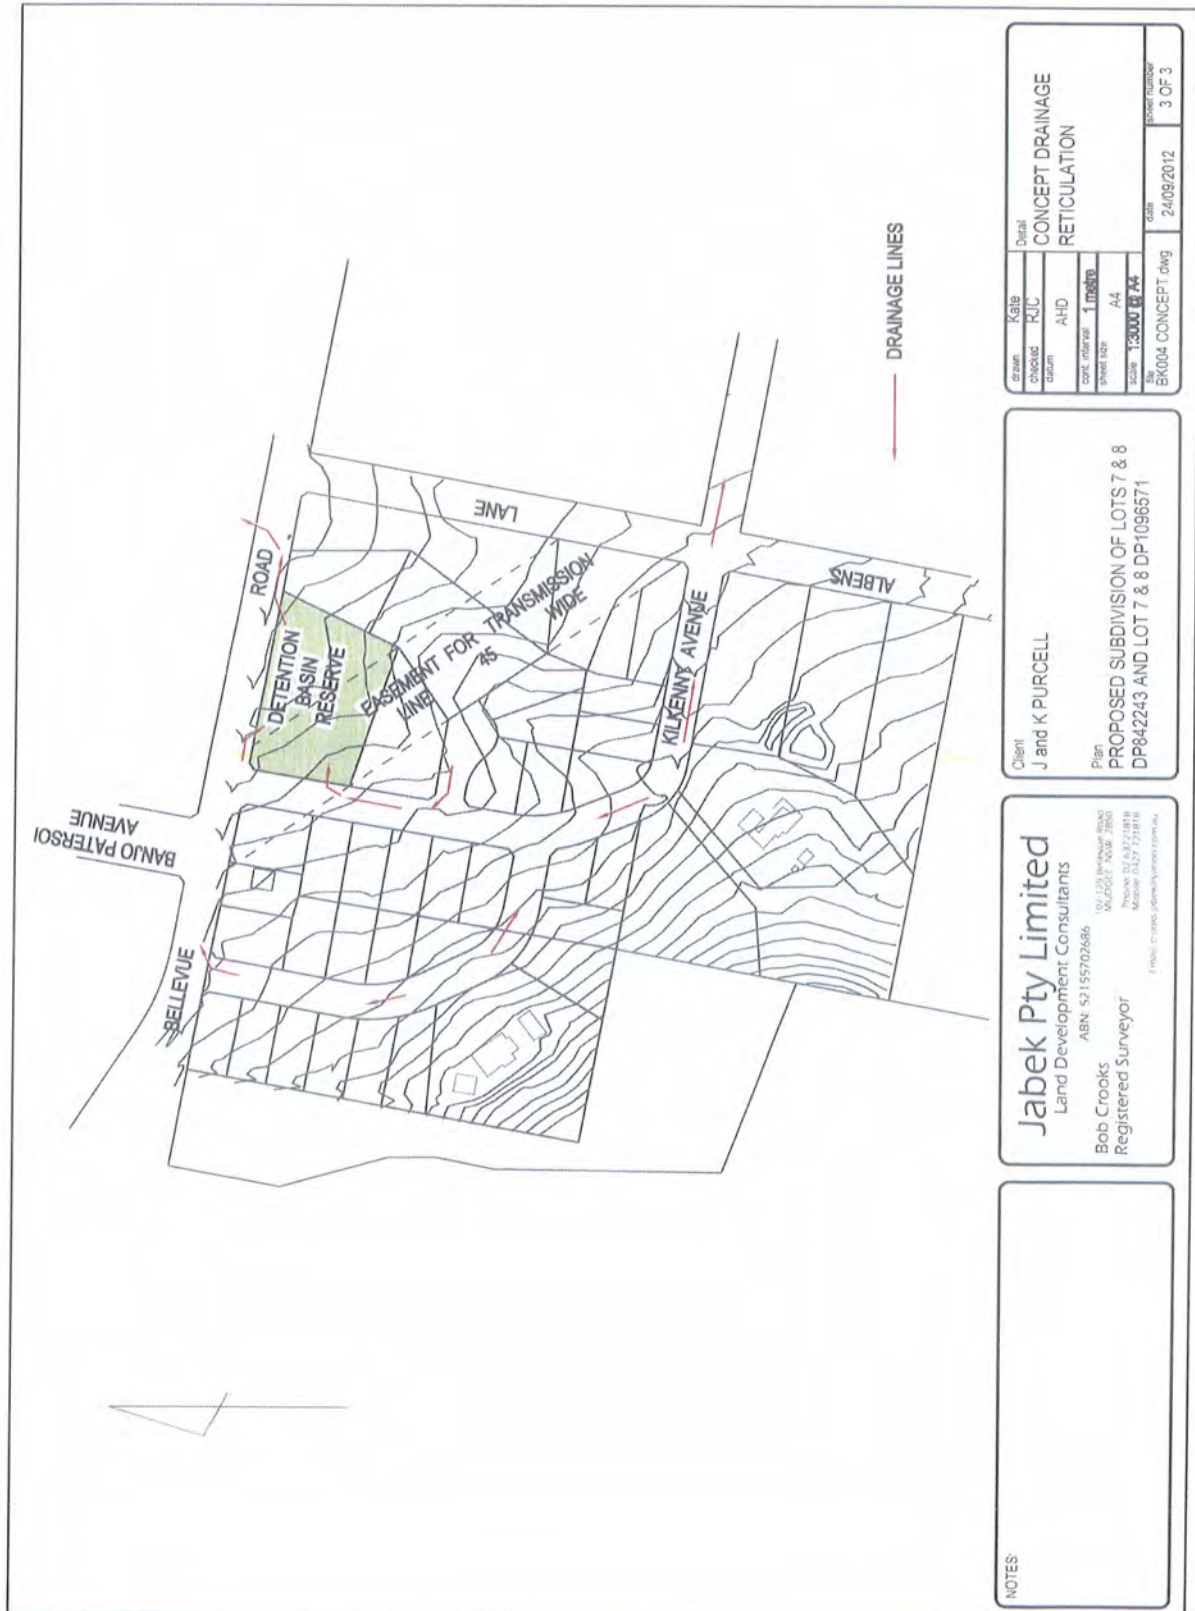 BANJO PATERSOI
AVENUE
BELLEVUE
ROAD
DETENTION
BASIN
RESERVE
EASEMENT FOR TRANSMISSION
LINE 45 WIDE
LANE
KILKENNY AVENUE
ALBENS
DRAINAGE LINES
NOTES:
Jabek Pty Limited
Land Development Consultants
ABN: 52155702686
Bob Crooks
Registered Surveyor
MUDGEE NSW 2850
Client
J and K PURCELL
Plan
PROPOSED SUBDIVISION OF LOTS 7 & 8
DP842243 AND LOT 7 & 8 DP1096571
drawn Kate
checked RJC
datum AHD
cont. interval 1 metre
sheet size A4
scale 1:3000 @ A4
file
BK004 CONCEPT.dwg
Detail
CONCEPT DRAINAGE
RETICULATION
date
24/09/2012
sheet number
3 OF 3